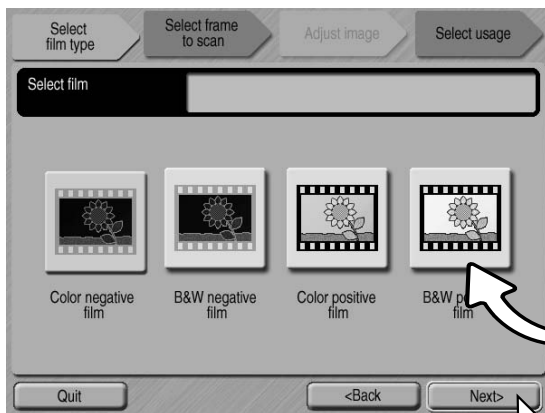 Select
film type
Select frame
to scan
Adjust image
Select usage
Select film
Color negative
film
B&W negative
film
Color positive
film
B&W
film
Quit
<Back
Next>